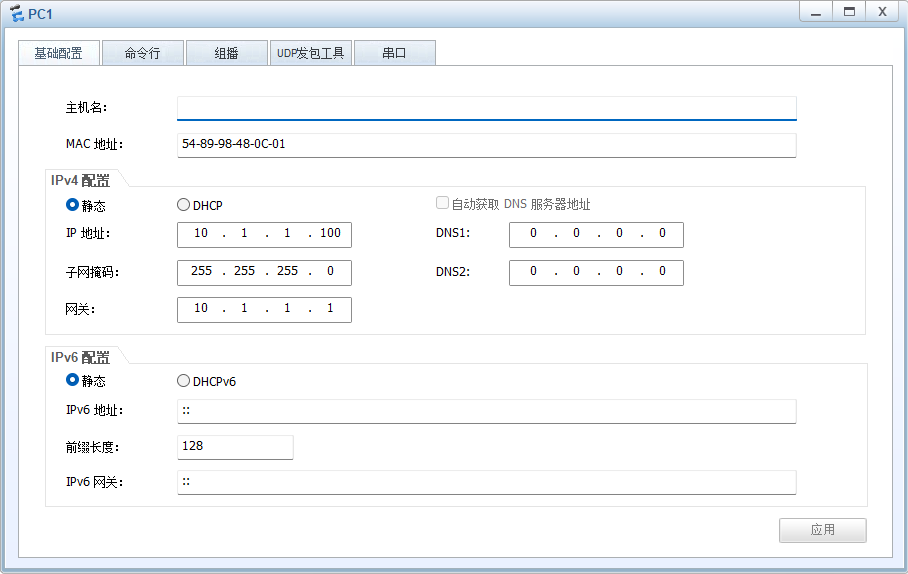 PC1
基础配置 命令行 组播 UDP发包工具 串口
主机名:
MAC 地址: 54-89-98-48-0C-01
IPv4 配置
静态 DHCP 自动获取 DNS 服务器地址
IP 地址: 10 . 1 . 1 . 100 DNS1: 0 . 0 . 0 . 0
子网掩码: 255 . 255 . 255 . 0 DNS2: 0 . 0 . 0 . 0
网关: 10 . 1 . 1 . 1
IPv6 配置
静态 DHCPv6
IPv6 地址: ::
前缀长度: 128
IPv6 网关: ::
应用